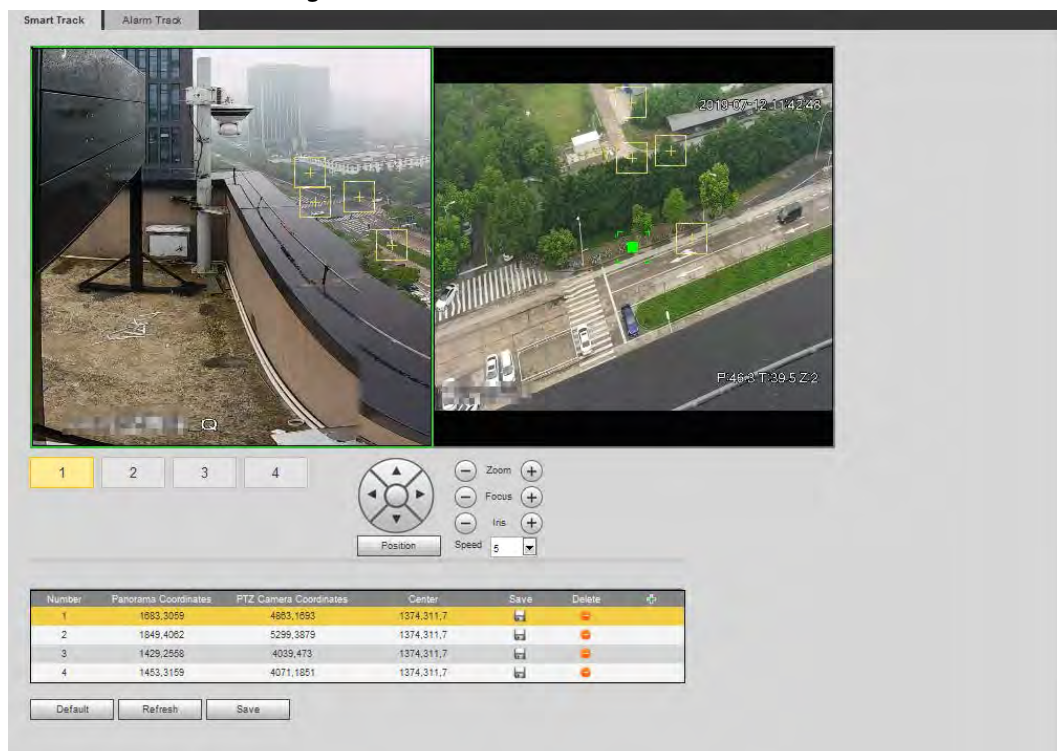 Smart Track Alarm Track
2019-07-12 11:42:48
P:46.3 T:39.5 Z:2
1 2 3 4
Zoom
Focus
Iris
Position Speed 5
Number Panorama Coordinates PTZ Camera Coordinates Center Save Delete
1 1683,3059 4863,1693 1374,311,7
2 1849,4062 5299,3879 1374,311,7
3 1429,2558 4039,473 1374,311,7
4 1453,3159 4071,1851 1374,311,7
Default Refresh Save